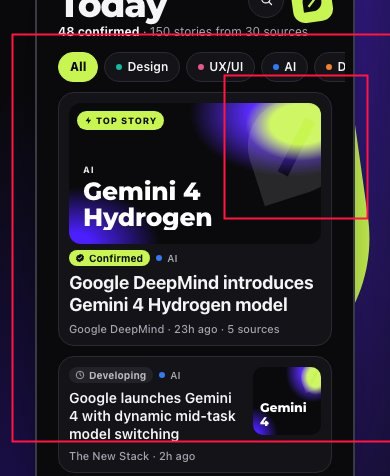 Today
48 confirmed · 150 stories from 30 sources
All
Design
UX/UI
AI
D
TOP STORY
AI
Gemini 4
Hydrogen
Confirmed
AI
Google DeepMind introduces
Gemini 4 Hydrogen model
Google DeepMind · 23h ago · 5 sources
Developing
AI
Google launches Gemini
4 with dynamic mid-task
model switching
Gemini
4
The New Stack · 2h ago